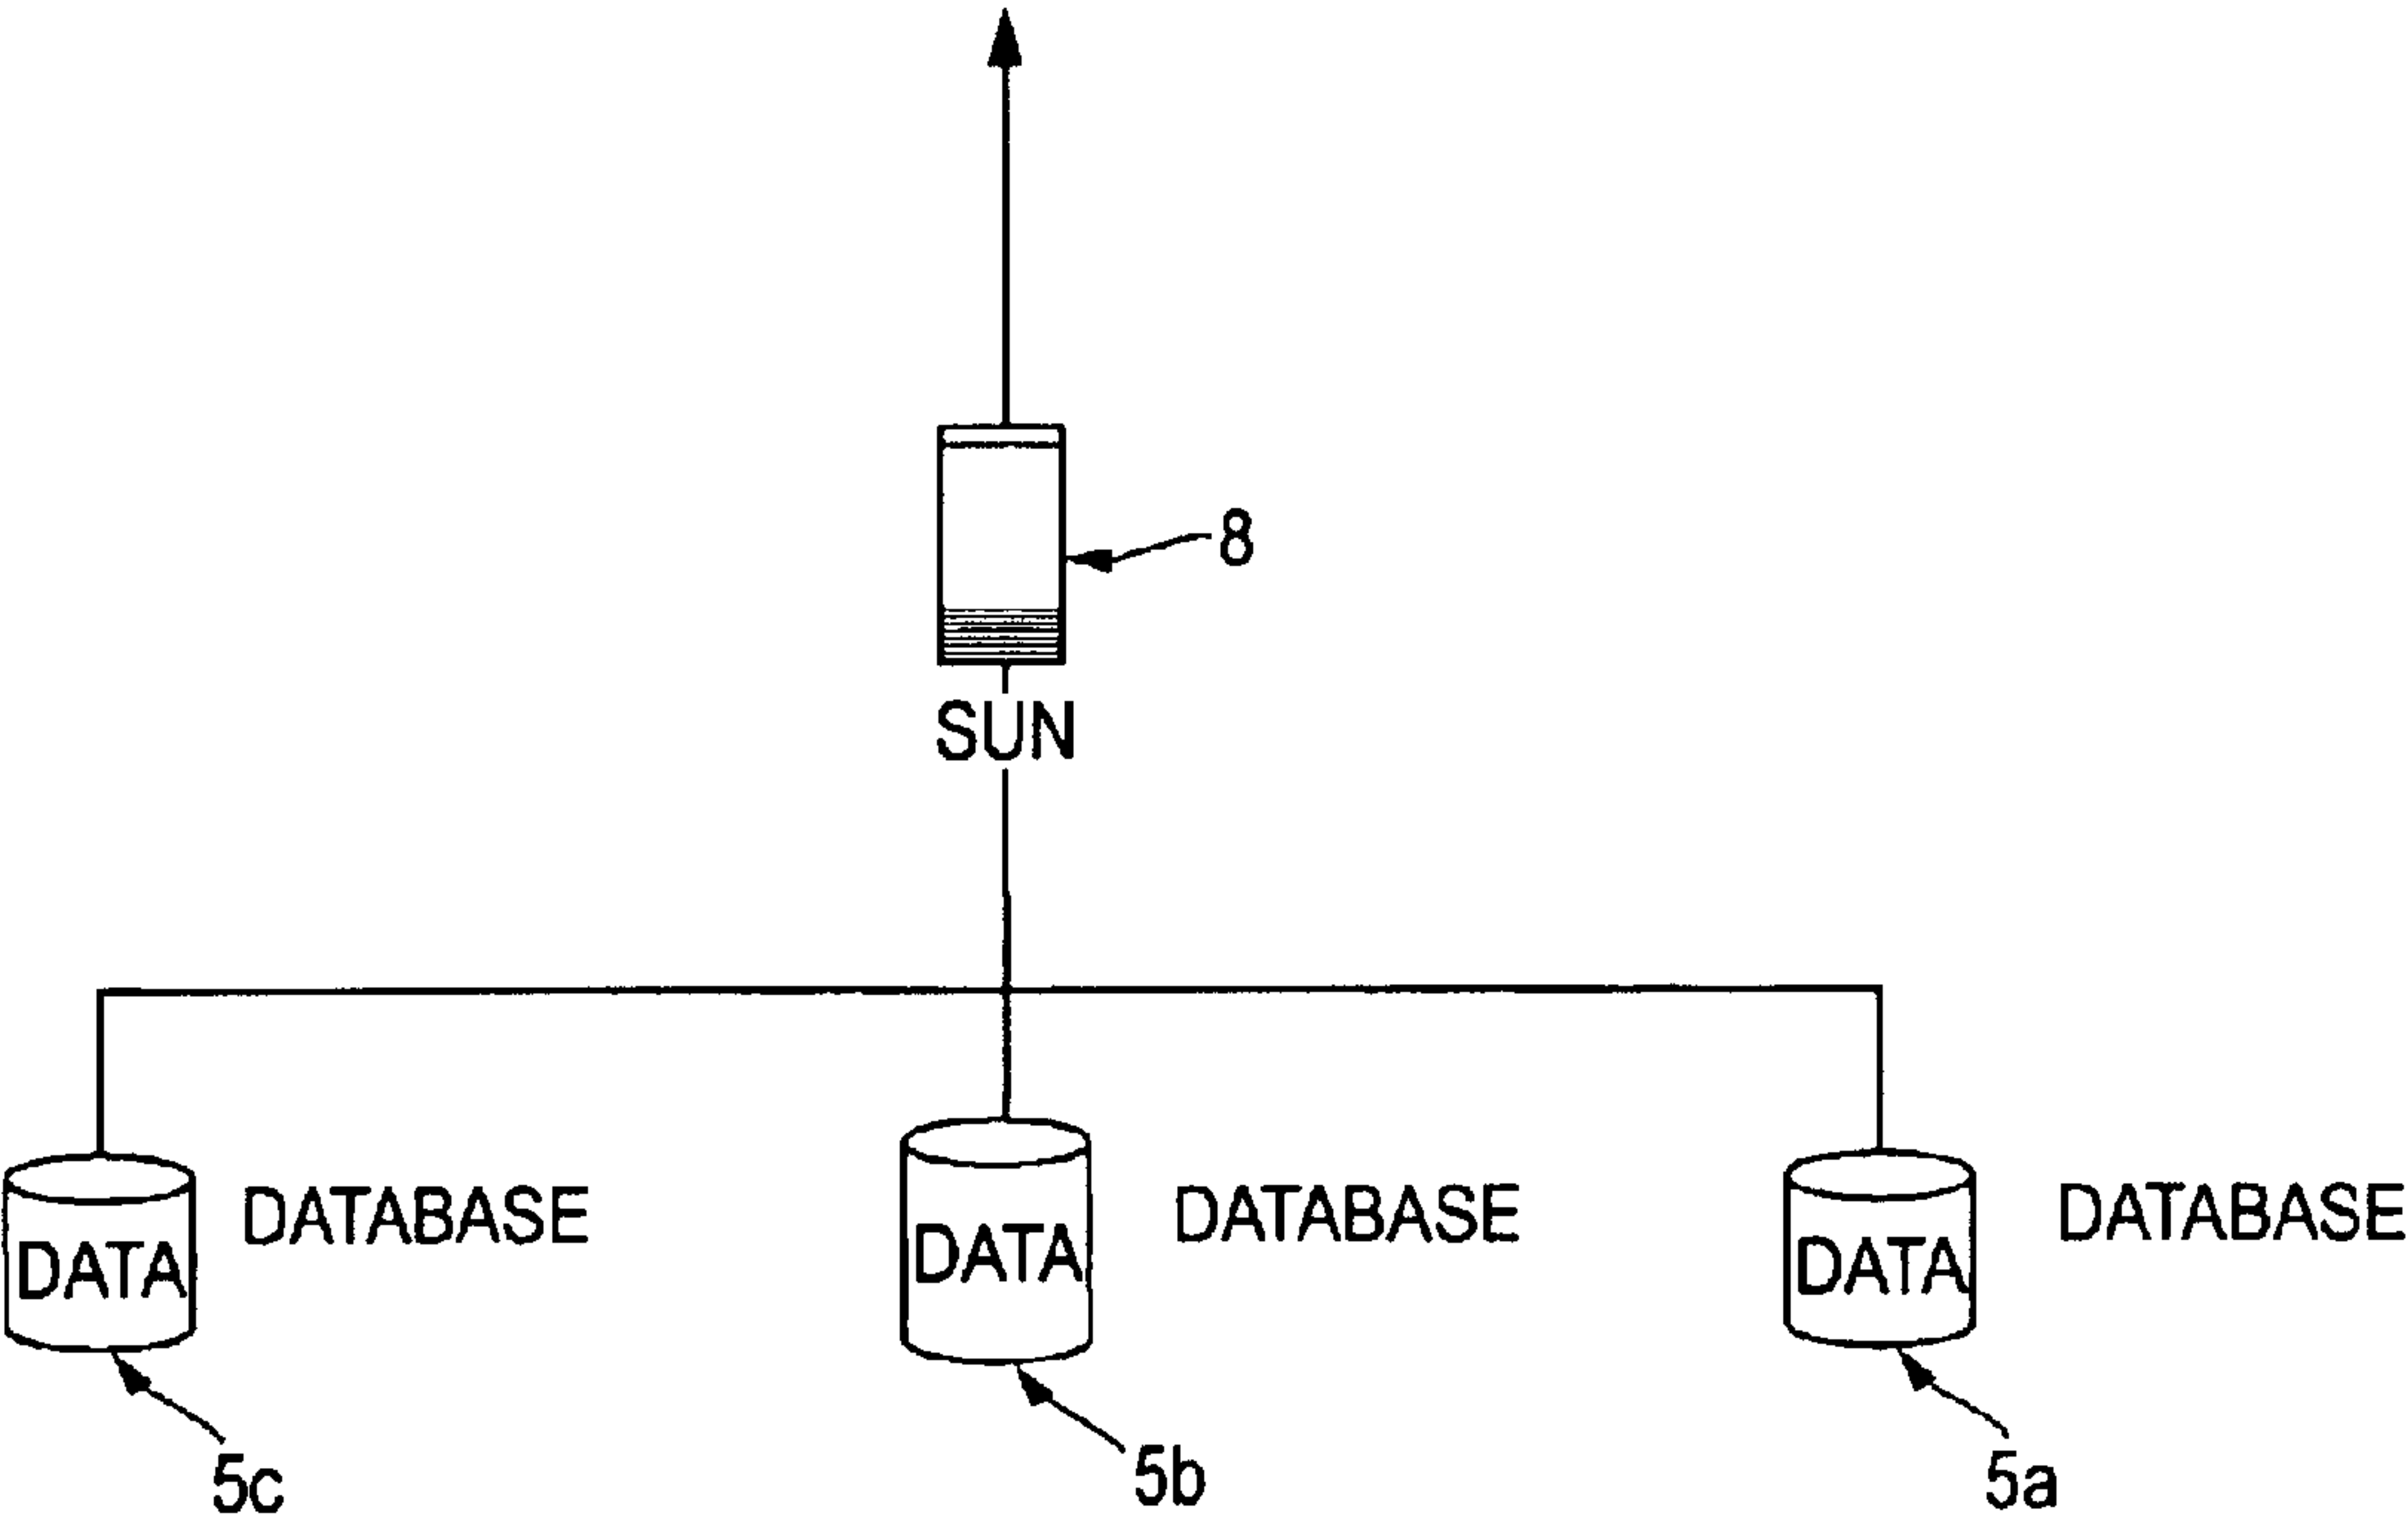 8
SUN
DATABASE DATABASE DATABASE
DATA DATA DATA
5c 5b 5a